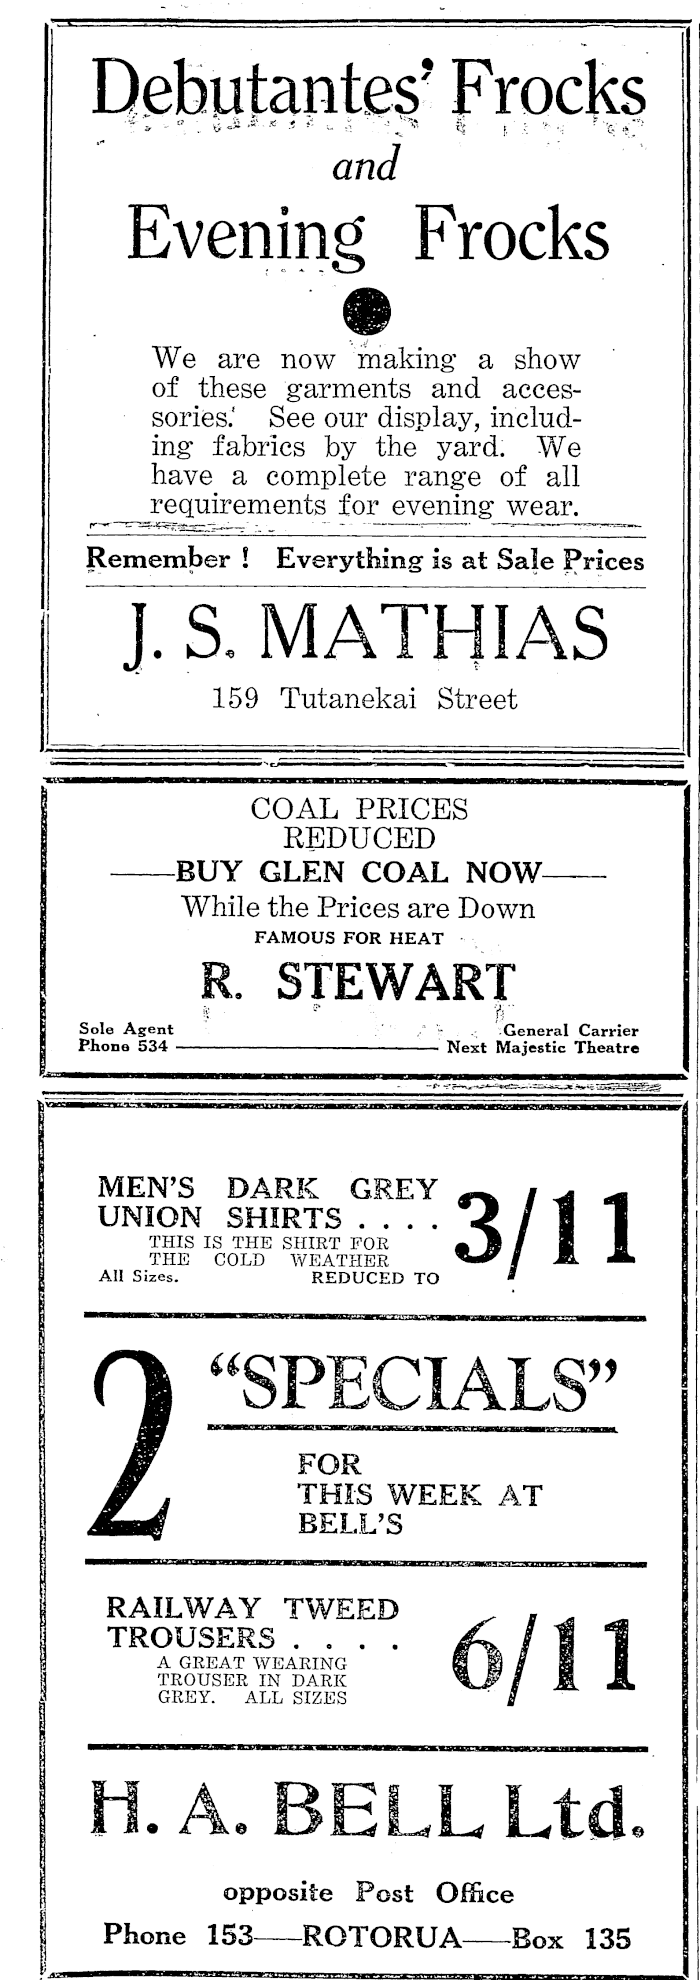 Debutantes' Frocks
and
Evening Frocks
We are now making a show
of these garments and acces-
sories. See our display, includ-
ing fabrics by the yard. We
have a complete range of all
requirements for evening wear.
Remember ! Everything is at Sale Prices
J. S. MATHIAS
159 Tutanekai Street
COAL PRICES
REDUCED
BUY GLEN COAL NOW
While the Prices are Down
FAMOUS FOR HEAT
R. STEWART
Sole Agent General Carrier
Phone 534 Next Majestic Theatre
MEN'S DARK GREY
UNION SHIRTS . . . . 3/11
THIS IS THE SHIRT FOR
THE COLD WEATHER
All Sizes. REDUCED TO
2 "SPECIALS"
FOR
THIS WEEK AT
BELL'S
RAILWAY TWEED
TROUSERS . . . . 6/11
A GREAT WEARING
TROUSER IN DARK
GREY. ALL SIZES
H. A. BELL Ltd.
opposite Post Office
Phone 153—ROTORUA—Box 135